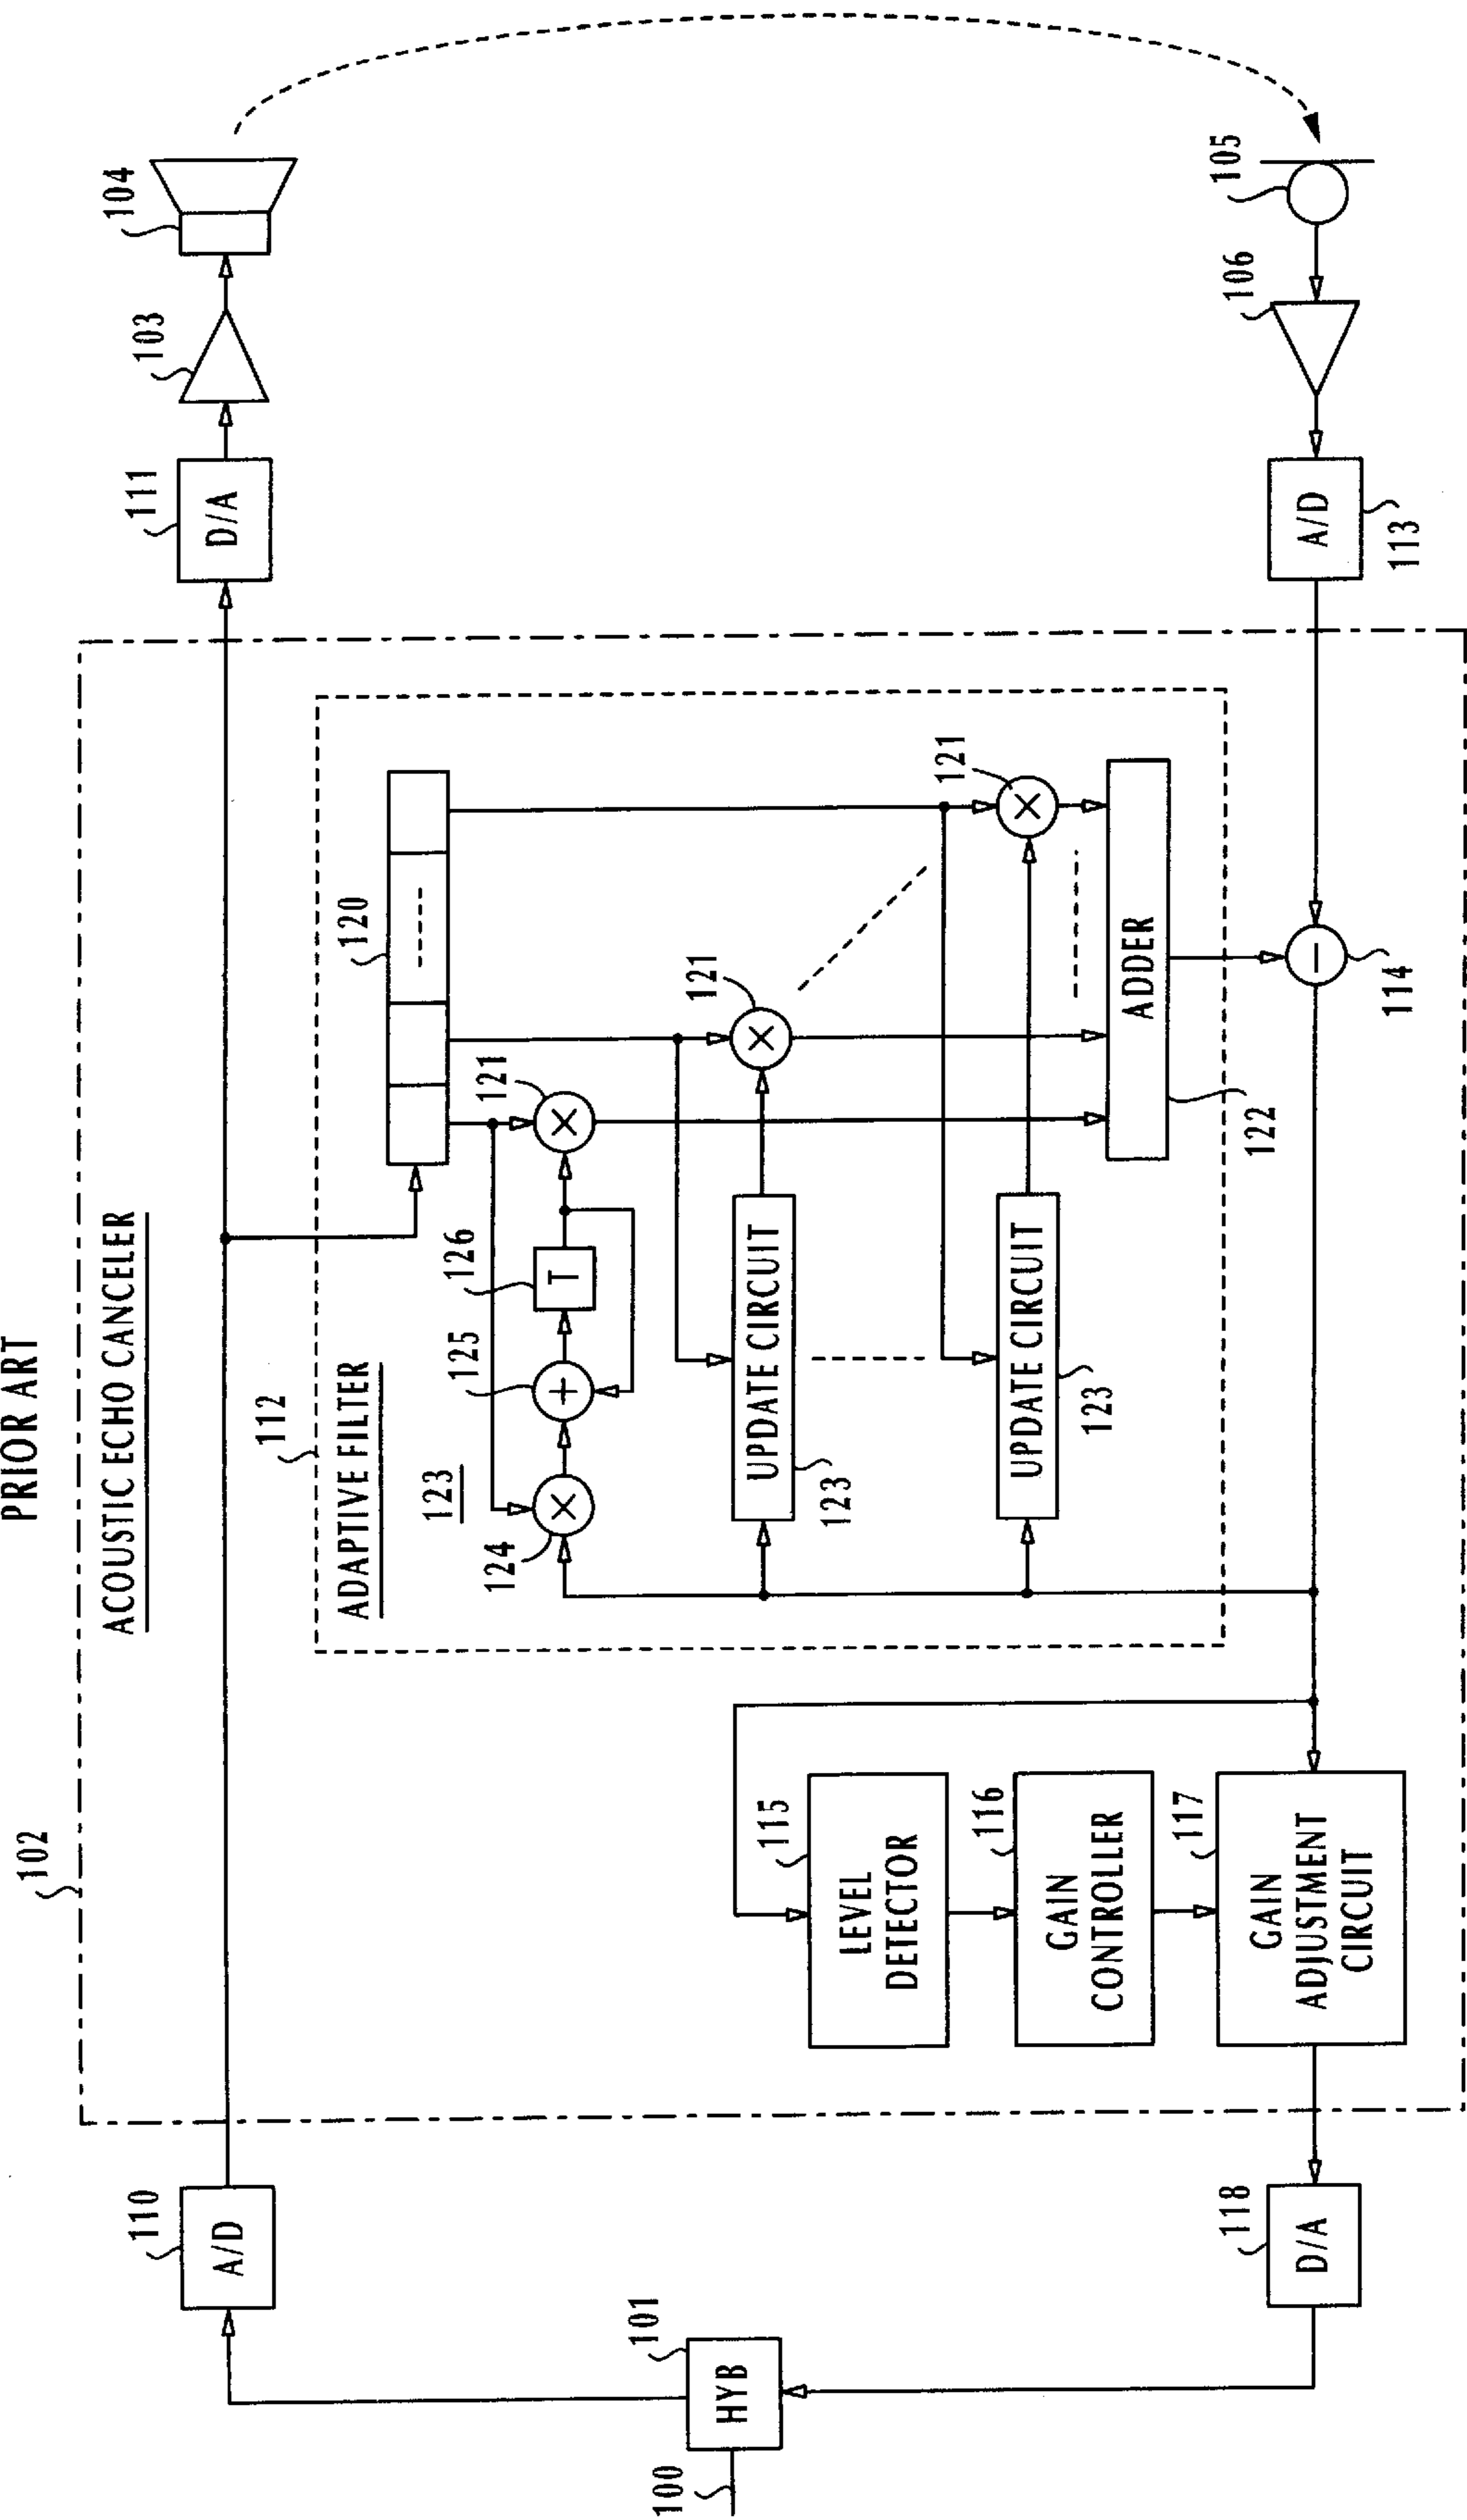 PRIOR ART
102
ACOUSTIC ECHO CANCELER
110
A/D
111
D/A
103
104
112
ADAPTIVE FILTER
120
123
124
125
126
T
×
+
×
121
×
121
×
121
UPDATE CIRCUIT
123
UPDATE CIRCUIT
123
ADDER
122
101
HYB
100
115
LEVEL
DETECTOR
116
GAIN
CONTROLLER
117
GAIN
ADJUSTMENT
CIRCUIT
118
D/A
−
114
A/D
113
106
105